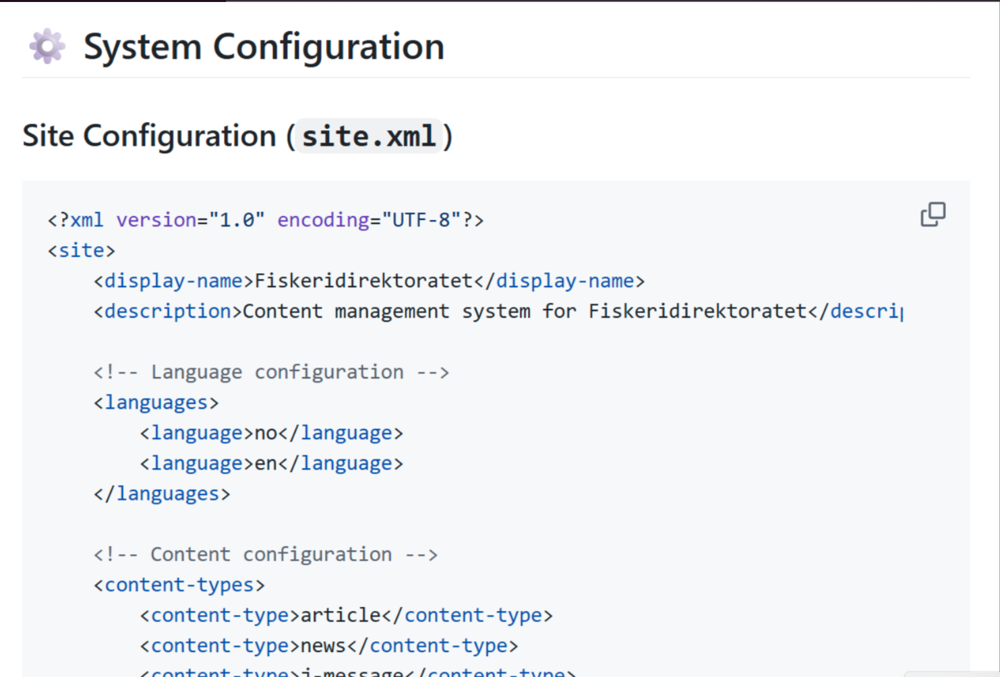 System Configuration
Site Configuration (site.xml)
<?xml version="1.0" encoding="UTF-8"?>
<site>
    <display-name>Fiskeridirektoratet</display-name>
    <description>Content management system for Fiskeridirektoratet</descri
    <!-- Language configuration -->
    <languages>
        <language>no</language>
        <language>en</language>
    </languages>
    <!-- Content configuration -->
    <content-types>
        <content-type>article</content-type>
        <content-type>news</content-type>
        <content-type>j-message</content-type>